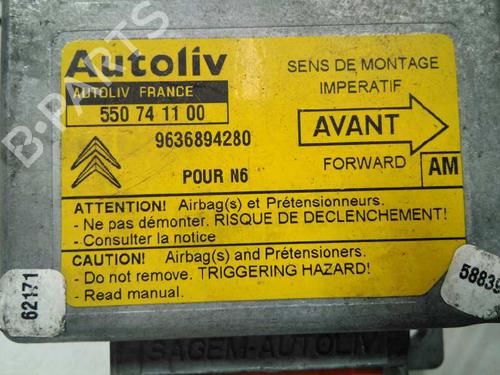 Autoliv
AUTOLIV FRANCE
550 74 11 00
9636894280
POUR N6
SENS DE MONTAGE
IMPERATIF
AVANT
FORWARD
AM
ATTENTION! Airbag(s) et Prétensionneurs.
- Ne pas démonter. RISQUE DE DECLENCHEMENT!
- Consulter la notice
CAUTION! Airbag(s) and Prétensioners.
- Do not remove. TRIGGERING HAZARD!
- Read manual.
62171
58839
SAGEM-AUTOLIV
B-PARTS